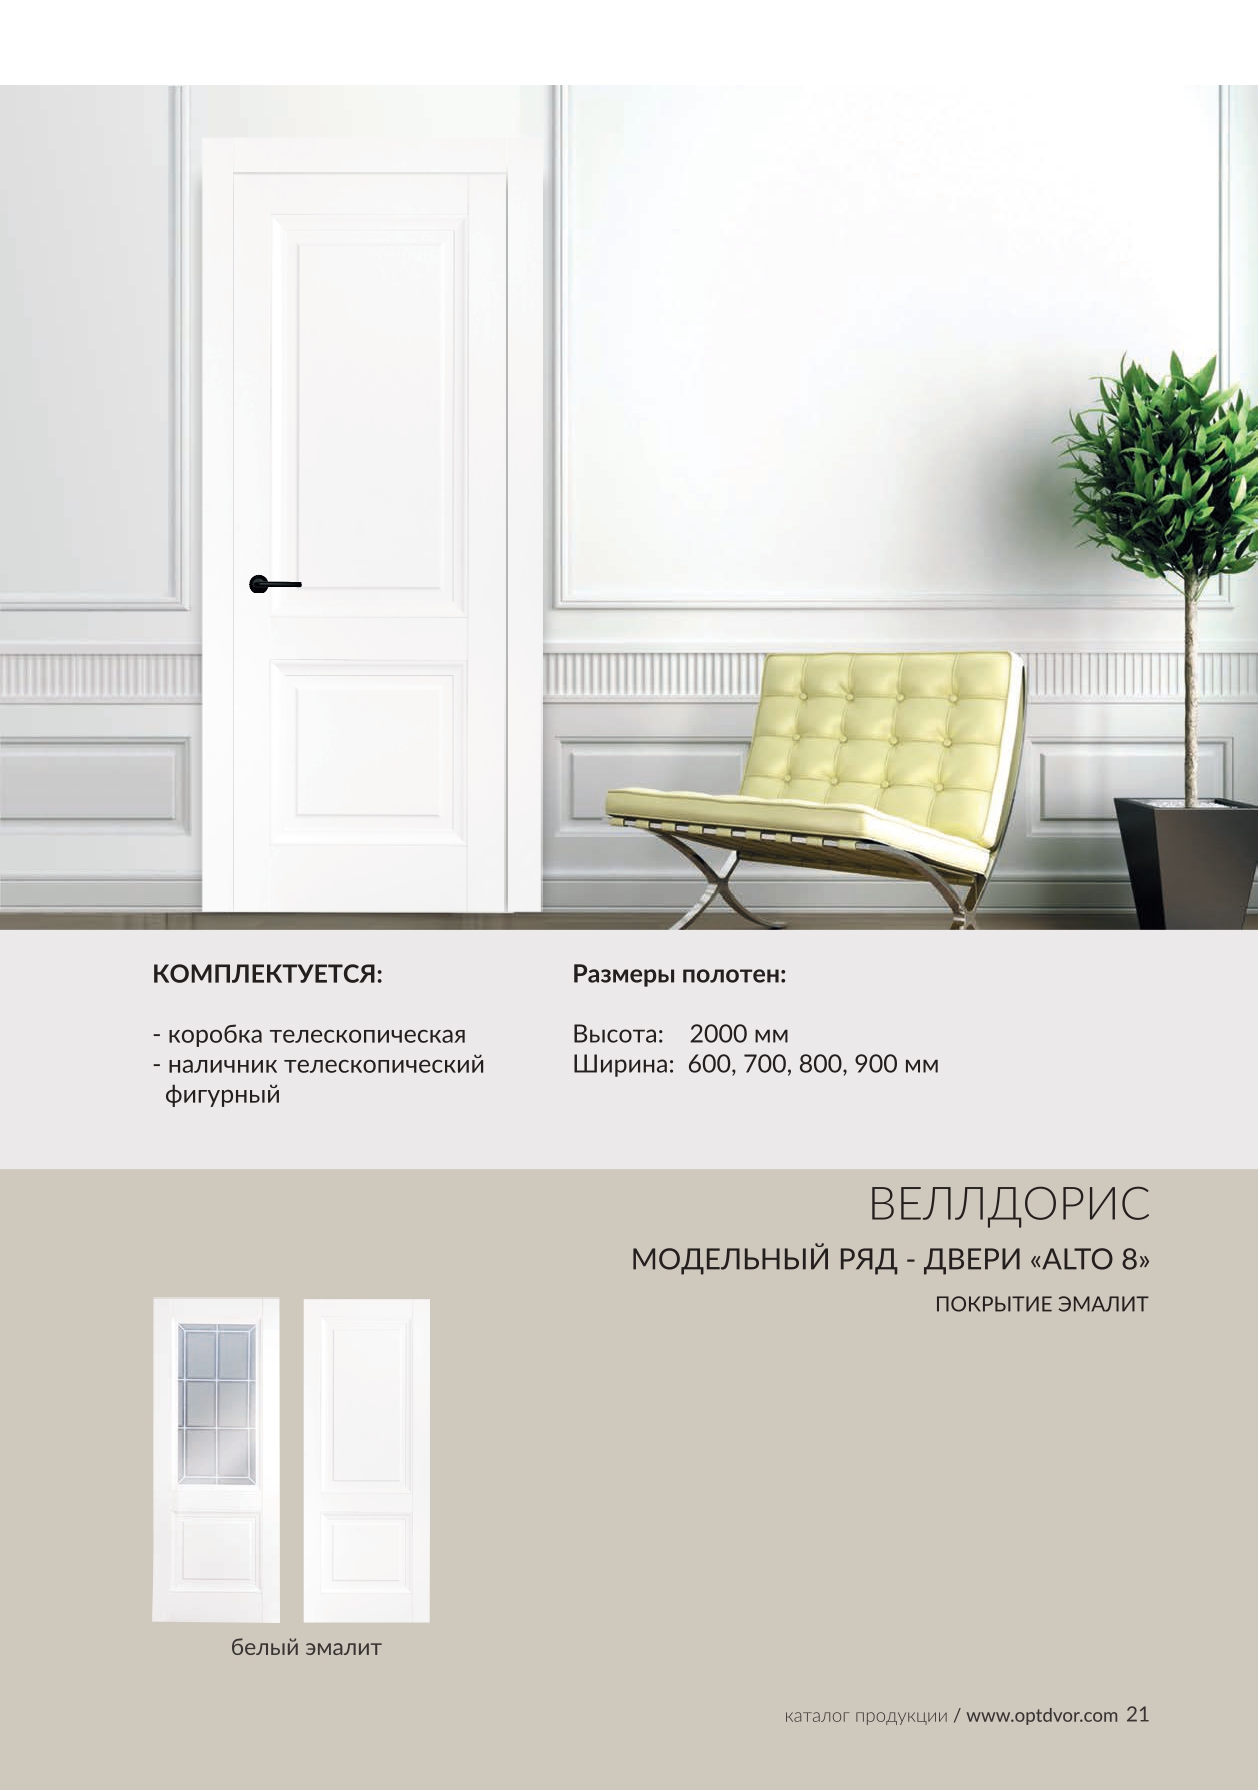 КОМПЛЕКТУЕТСЯ:
- коробка телескопическая
- наличник телескопический
фигурный
Размеры полотен:
Высота: 2000 мм
Ширина: 600, 700, 800, 900 мм
ВЕЛЛДОРИС
МОДЕЛЬНЫЙ РЯД - ДВЕРИ «ALTO 8»
ПОКРЫТИЕ ЭМАЛИТ
белый эмалит
каталог продукции / www.optdvor.com 21